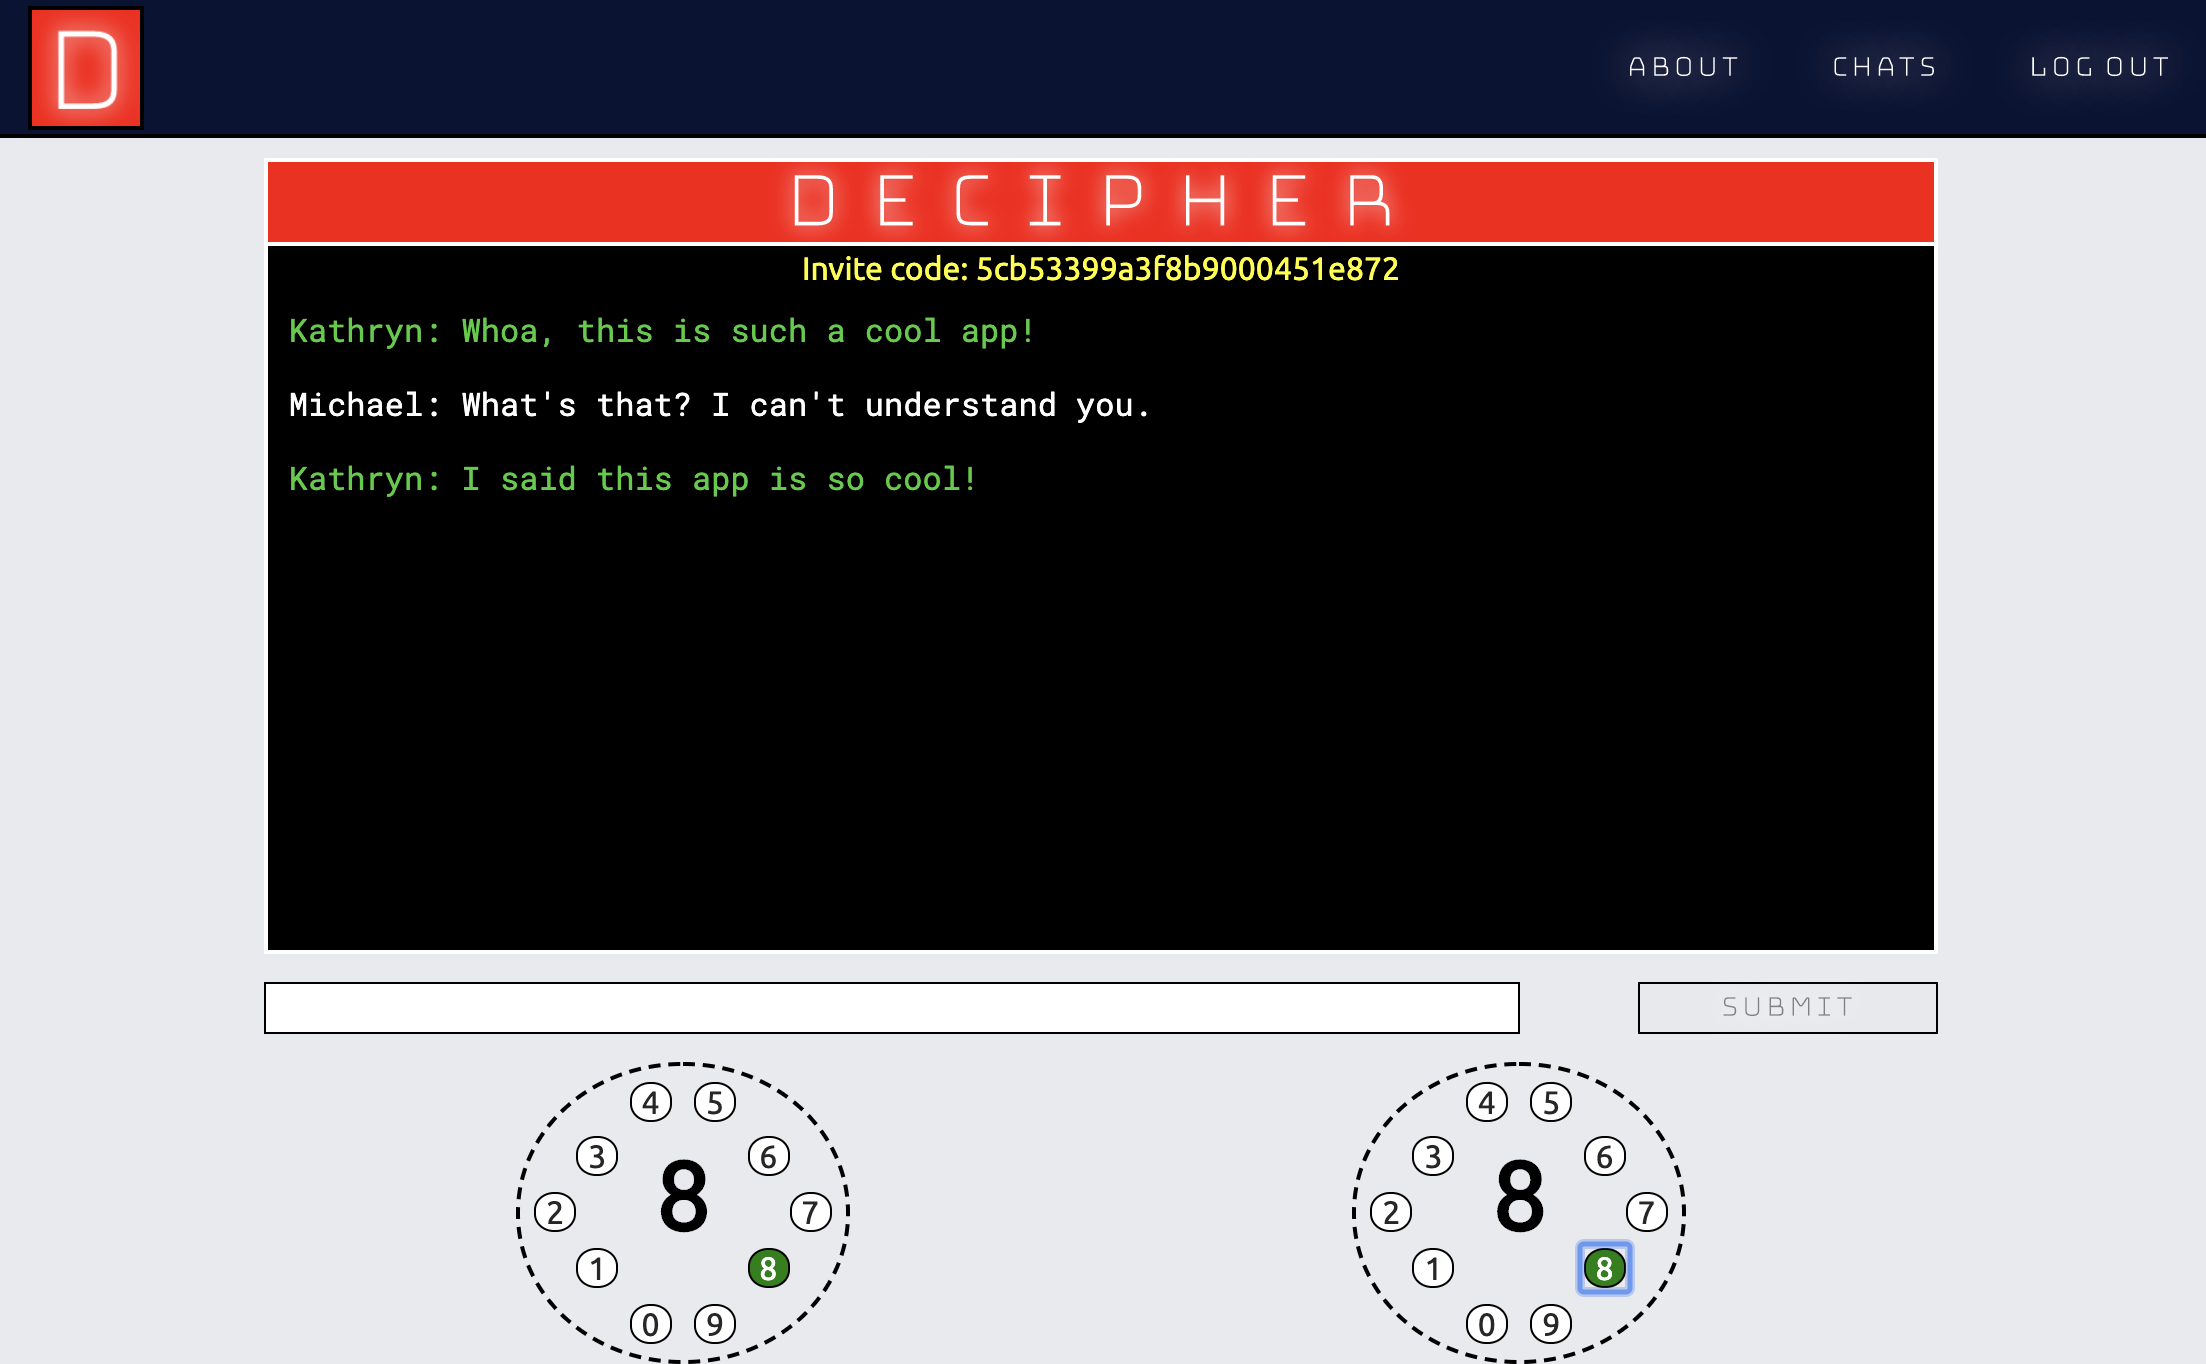 D
ABOUT CHATS LOG OUT
DECIPHER
Invite code: 5cb53399a3f8b9000451e872
Kathryn: Whoa, this is such a cool app!
Michael: What's that? I can't understand you.
Kathryn: I said this app is so cool!
SUBMIT
4 5
3 6
8
2 7
1 8
0 9
4 5
3 6
8
2 7
1 8
0 9